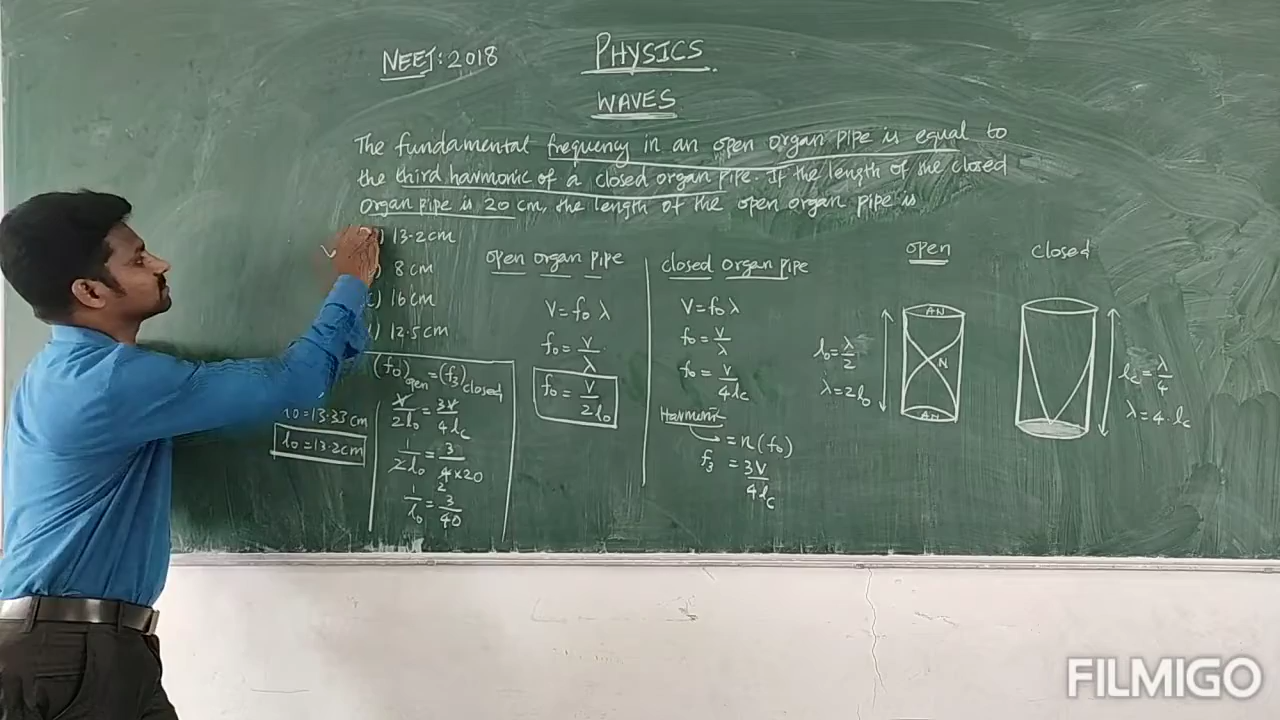 NEET: 2018
PHYSICS
WAVES
The fundamental frequency in an open organ pipe is equal to
the third harmonic of a closed organ pipe. If the length of the closed
organ pipe is 20 cm, the length of the open organ pipe is
) 13.2 cm
) 8 cm
c) 16 cm
) 12.5 cm
(f₀)open = (f₃)closed
V/2l₀ = 3V/4lc
1/2l₀ = 3/4×20
2
1/l₀ = 3/40
l₀ = 13.33 cm
l₀ = 13.2 cm
open organ pipe
V = f₀ λ
f₀ = V/λ
f₀ = V/2l₀
closed organ pipe
V = f₀ λ
f₀ = V/λ
f₀ = V/4lc
Harmonic
= n(f₀)
f₃ = 3V/4lc
open
AN
N
AN
l₀ = λ/2
λ = 2l₀
closed
lc = λ/4
λ = 4.lc
FILMIGO